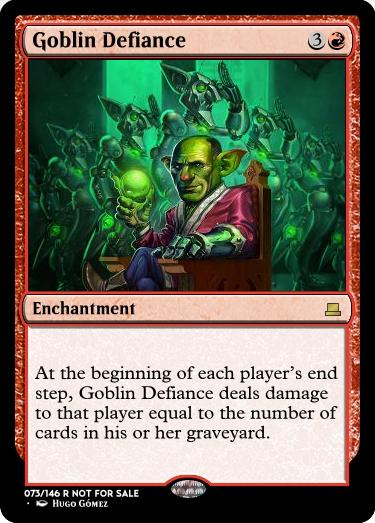 Goblin Defiance 3
Enchantment
At the beginning of each player's end
step, Goblin Defiance deals damage
to that player equal to the number of
cards in his or her graveyard.
073/146 R NOT FOR SALE
· Hugo Gómez